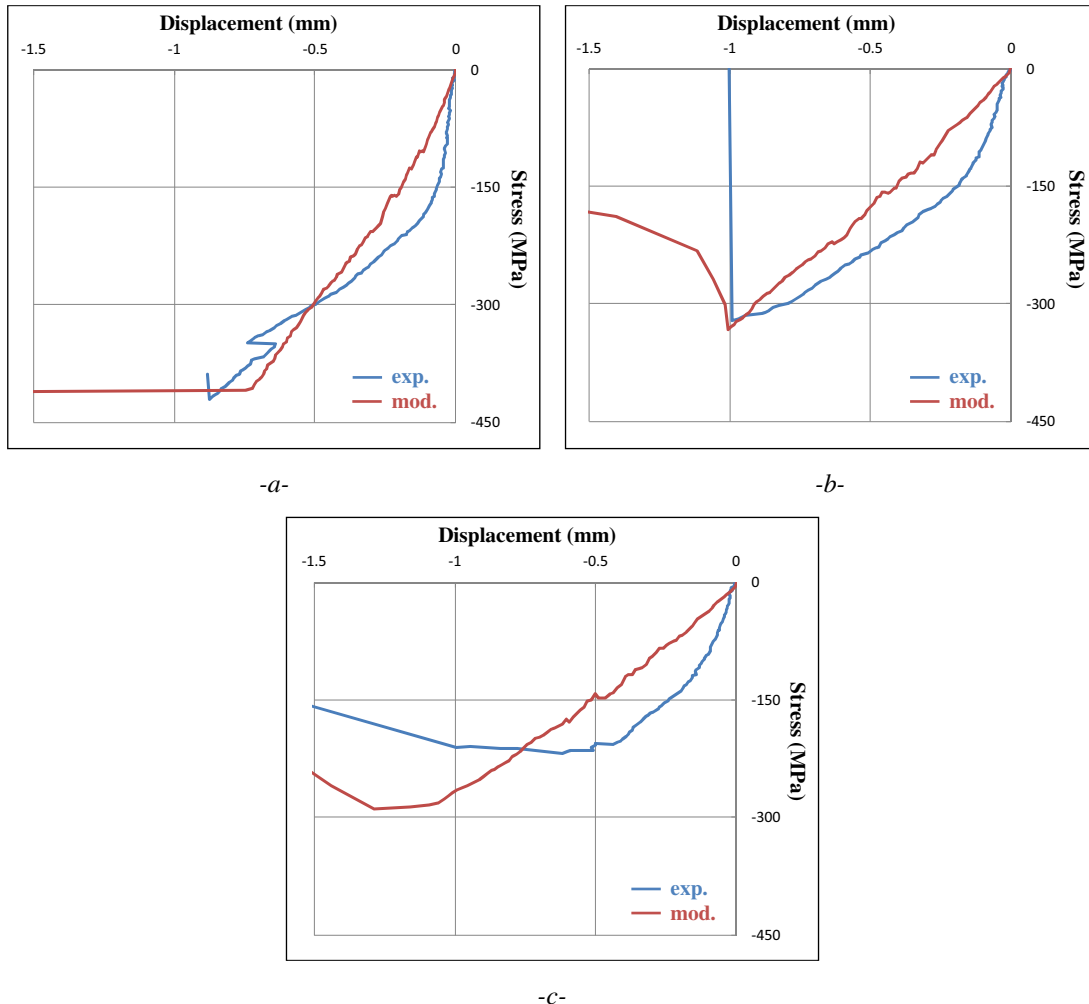 Displacement (mm)
-1.5 -1 -0.5 0
0
-150
-300
-450
Stress (MPa)
exp.
mod.
-a-
Displacement (mm)
-1.5 -1 -0.5 0
0
-150
-300
-450
Stress (MPa)
exp.
mod.
-b-
Displacement (mm)
-1.5 -1 -0.5 0
0
-150
-300
-450
Stress (MPa)
exp.
mod.
-c-